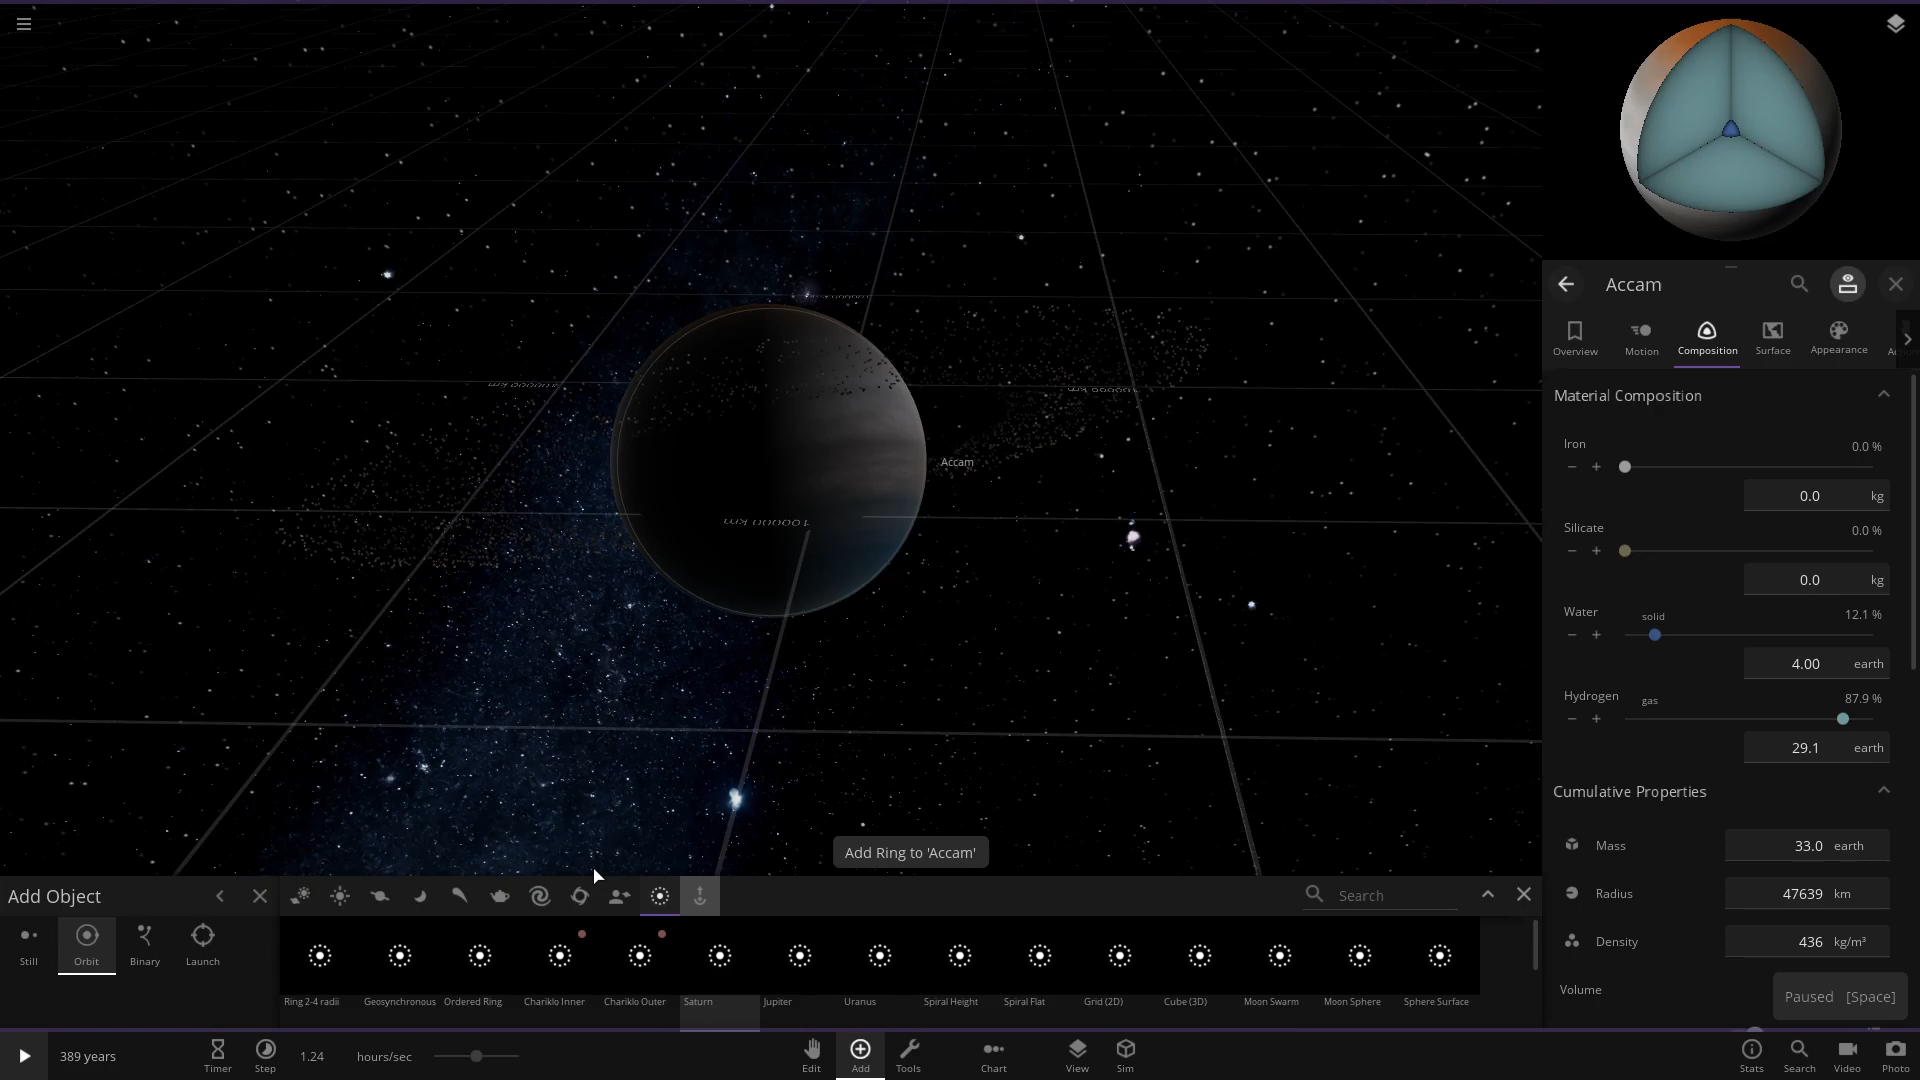 Accam
Overview
Motion
Composition
Surface
Appearance
Material Composition
Iron
0.0 %
0.0 kg
Silicate
0.0 %
0.0 kg
Water
solid
12.1 %
4.00 earth
Hydrogen
gas
87.9 %
29.1 earth
Cumulative Properties
Mass
33.0 earth
Radius
47639 km
Density
436 kg/m³
Volume
Paused [Space]
Accam
10000 km
Add Ring to 'Accam'
Add Object
Still
Orbit
Binary
Launch
Search
Ring 2-4 radii
Geosynchronous
Ordered Ring
Chariklo Inner
Chariklo Outer
Saturn
Jupiter
Uranus
Spiral Height
Spiral Flat
Grid (2D)
Cube (3D)
Moon Swarm
Moon Sphere
Sphere Surface
389 years
Timer
Step
1.24
hours/sec
Edit
Add
Tools
Chart
View
Sim
Stats
Search
Video
Photo